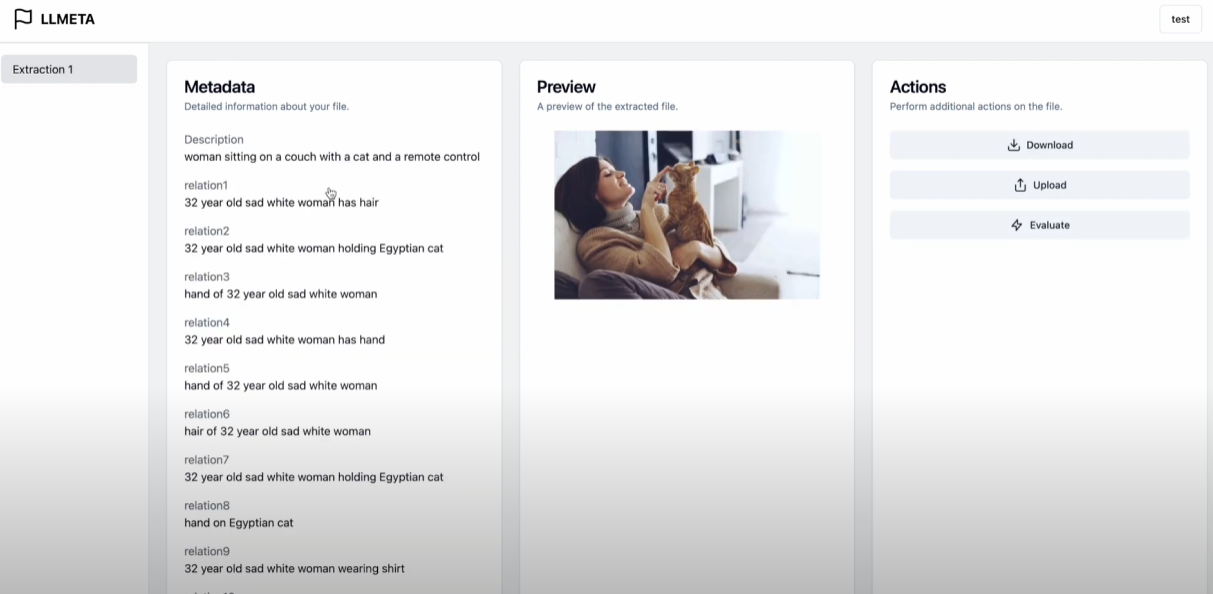 LLMETA
test
Extraction 1
Metadata
Detailed information about your file.
Description
woman sitting on a couch with a cat and a remote control
relation1
32 year old sad white woman has hair
relation2
32 year old sad white woman holding Egyptian cat
relation3
hand of 32 year old sad white woman
relation4
32 year old sad white woman has hand
relation5
hand of 32 year old sad white woman
relation6
hair of 32 year old sad white woman
relation7
32 year old sad white woman holding Egyptian cat
relation8
hand on Egyptian cat
relation9
32 year old sad white woman wearing shirt
Preview
A preview of the extracted file.
Actions
Perform additional actions on the file.
Download
Upload
Evaluate